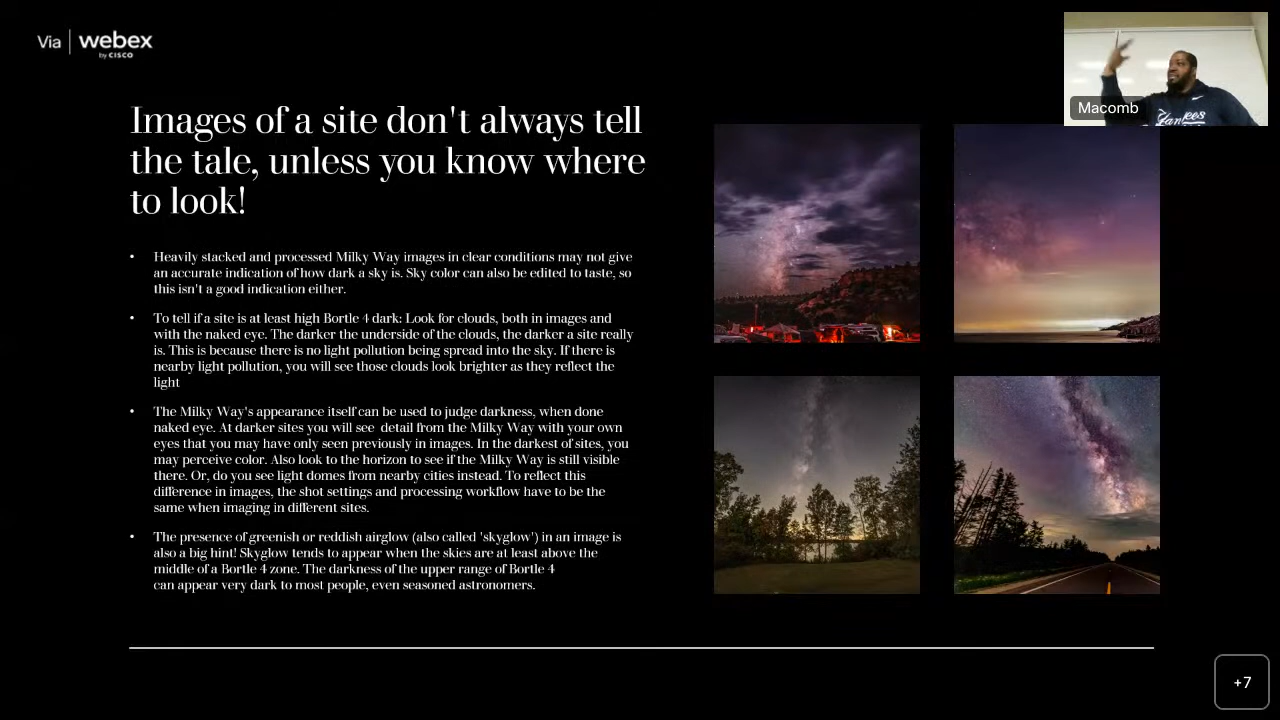 Via | webex
by CISCO
Macomb
Yankees
Images of a site don't always tell
the tale, unless you know where
to look!
• Heavily stacked and processed Milky Way images in clear conditions may not give
an accurate indication of how dark a sky is. Sky color can also be edited to taste, so
this isn't a good indication either.
• To tell if a site is at least high Bortle 4 dark: Look for clouds, both in images and
with the naked eye. The darker the underside of the clouds, the darker a site really
is. This is because there is no light pollution being spread into the sky. If there is
nearby light pollution, you will see those clouds look brighter as they reflect the
light
• The Milky Way's appearance itself can be used to judge darkness, when done
naked eye. At darker sites you will see detail from the Milky Way with your own
eyes that you may have only seen previously in images. In the darkest of sites, you
may perceive color. Also look to the horizon to see if the Milky Way is still visible
there. Or, do you see light domes from nearby cities instead. To reflect this
difference in images, the shot settings and processing workflow have to be the
same when imaging in different sites.
• The presence of greenish or reddish airglow (also called 'skyglow') in an image is
also a big hint! Skyglow tends to appear when the skies are at least above the
middle of a Bortle 4 zone. The darkness of the upper range of Bortle 4
can appear very dark to most people, even seasoned astronomers.
+7